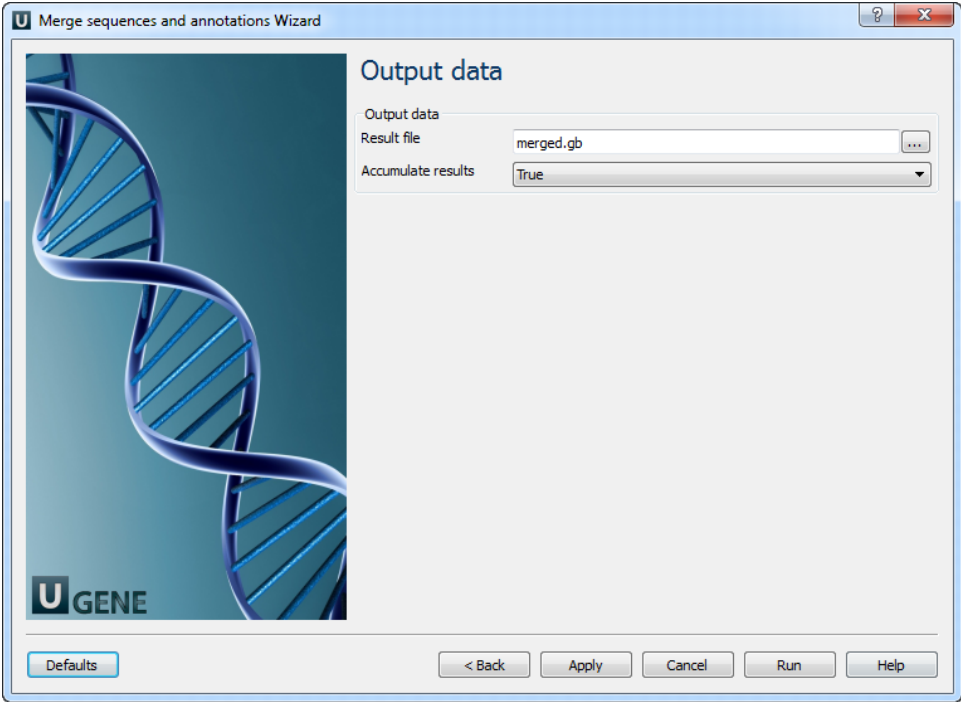 U Merge sequences and annotations Wizard
?
X
Output data
Output data
Result file merged.gb ...
Accumulate results True
U GENE
Defaults < Back Apply Cancel Run Help